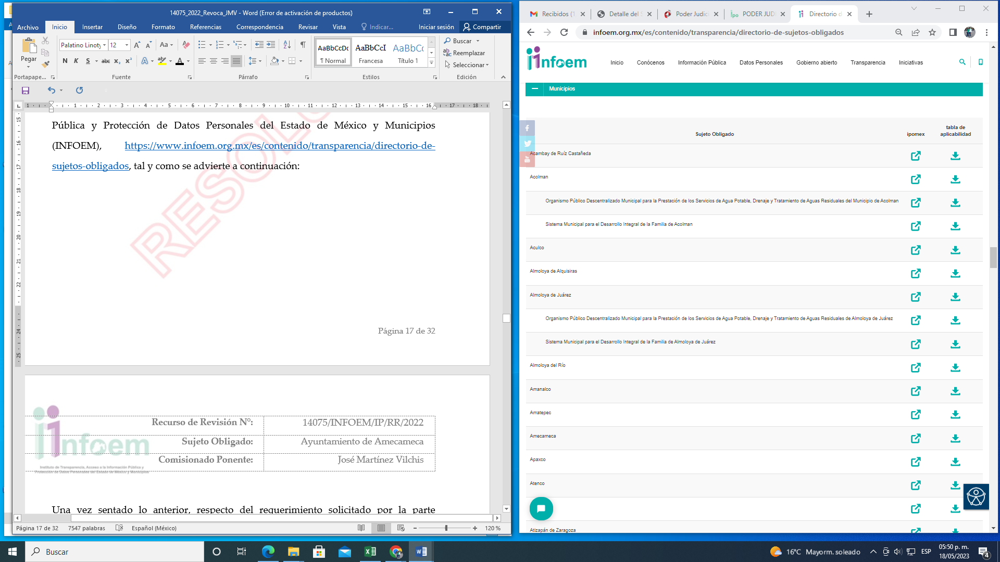 14075_2022_Revoca_JMV - Word (Error de activación de productos)
Archivo Inicio Insertar Diseño Formato Referencias Correspondencia Revisar Vista Indicar... Iniciar sesión Compartir
Pegar
Palatino Linoty 12
Aa
N K S abc x₂ x²
AaBbCcDc AaBbCcI AaBbCc
¶ Normal Francesa Título 1
Buscar
Reemplazar
Seleccionar
Portapape... Fuente Párrafo Estilos Edición
1 1 2 3 4 5 6 7 8 9 10 11 12 13 14 15 16 17 18
Pública y Protección de Datos Personales del Estado de México y Municipios
(INFOEM), https://www.infoem.org.mx/es/contenido/transparencia/directorio-de-
sujetos-obligados, tal y como se advierte a continuación:
Página 17 de 32
infoem
Instituto de Transparencia, Acceso a la Información Pública y
Protección de Datos Personales del Estado de México y Municipios
Recurso de Revisión N°: 14075/INFOEM/IP/RR/2022
Sujeto Obligado: Ayuntamiento de Amecameca
Comisionado Ponente: José Martínez Vilchis
Una vez sentado lo anterior, respecto del requerimiento solicitado por la parte
Página 17 de 32 7547 palabras Español (México) 120 %
Recibidos (1 Detalle del S Poder Judici PODER JUD Directorio d
infoem.org.mx/es/contenido/transparencia/directorio-de-sujetos-obligados
infoem
Inicio Conócenos Información Pública Datos Personales Gobierno abierto Transparencia Iniciativas
Municipios
Sujeto Obligado ipomex tabla de aplicabilidad
Acambay de Ruíz Castañeda
Acolman
Organismo Público Descentralizado Municipal para la Prestación de los Servicios de Agua Potable, Drenaje y Tratamiento de Aguas Residuales del Municipio de Acolman
Sistema Municipal para el Desarrollo Integral de la Familia de Acolman
Aculco
Almoloya de Alquisiras
Almoloya de Juárez
Organismo Público Descentralizado Municipal para la Prestación de los Servicios de Agua Potable, Drenaje y Tratamiento de Aguas Residuales de Almoloya de Juárez
Sistema Municipal para el Desarrollo Integral de la Familia de Almoloya de Juárez
Almoloya del Río
Amanalco
Amatepec
Amecameca
Apaxco
Atenco
Atizapán de Zaragoza
Buscar
16°C Mayorm. soleado
ESP
05:50 p. m.
18/05/2023
4